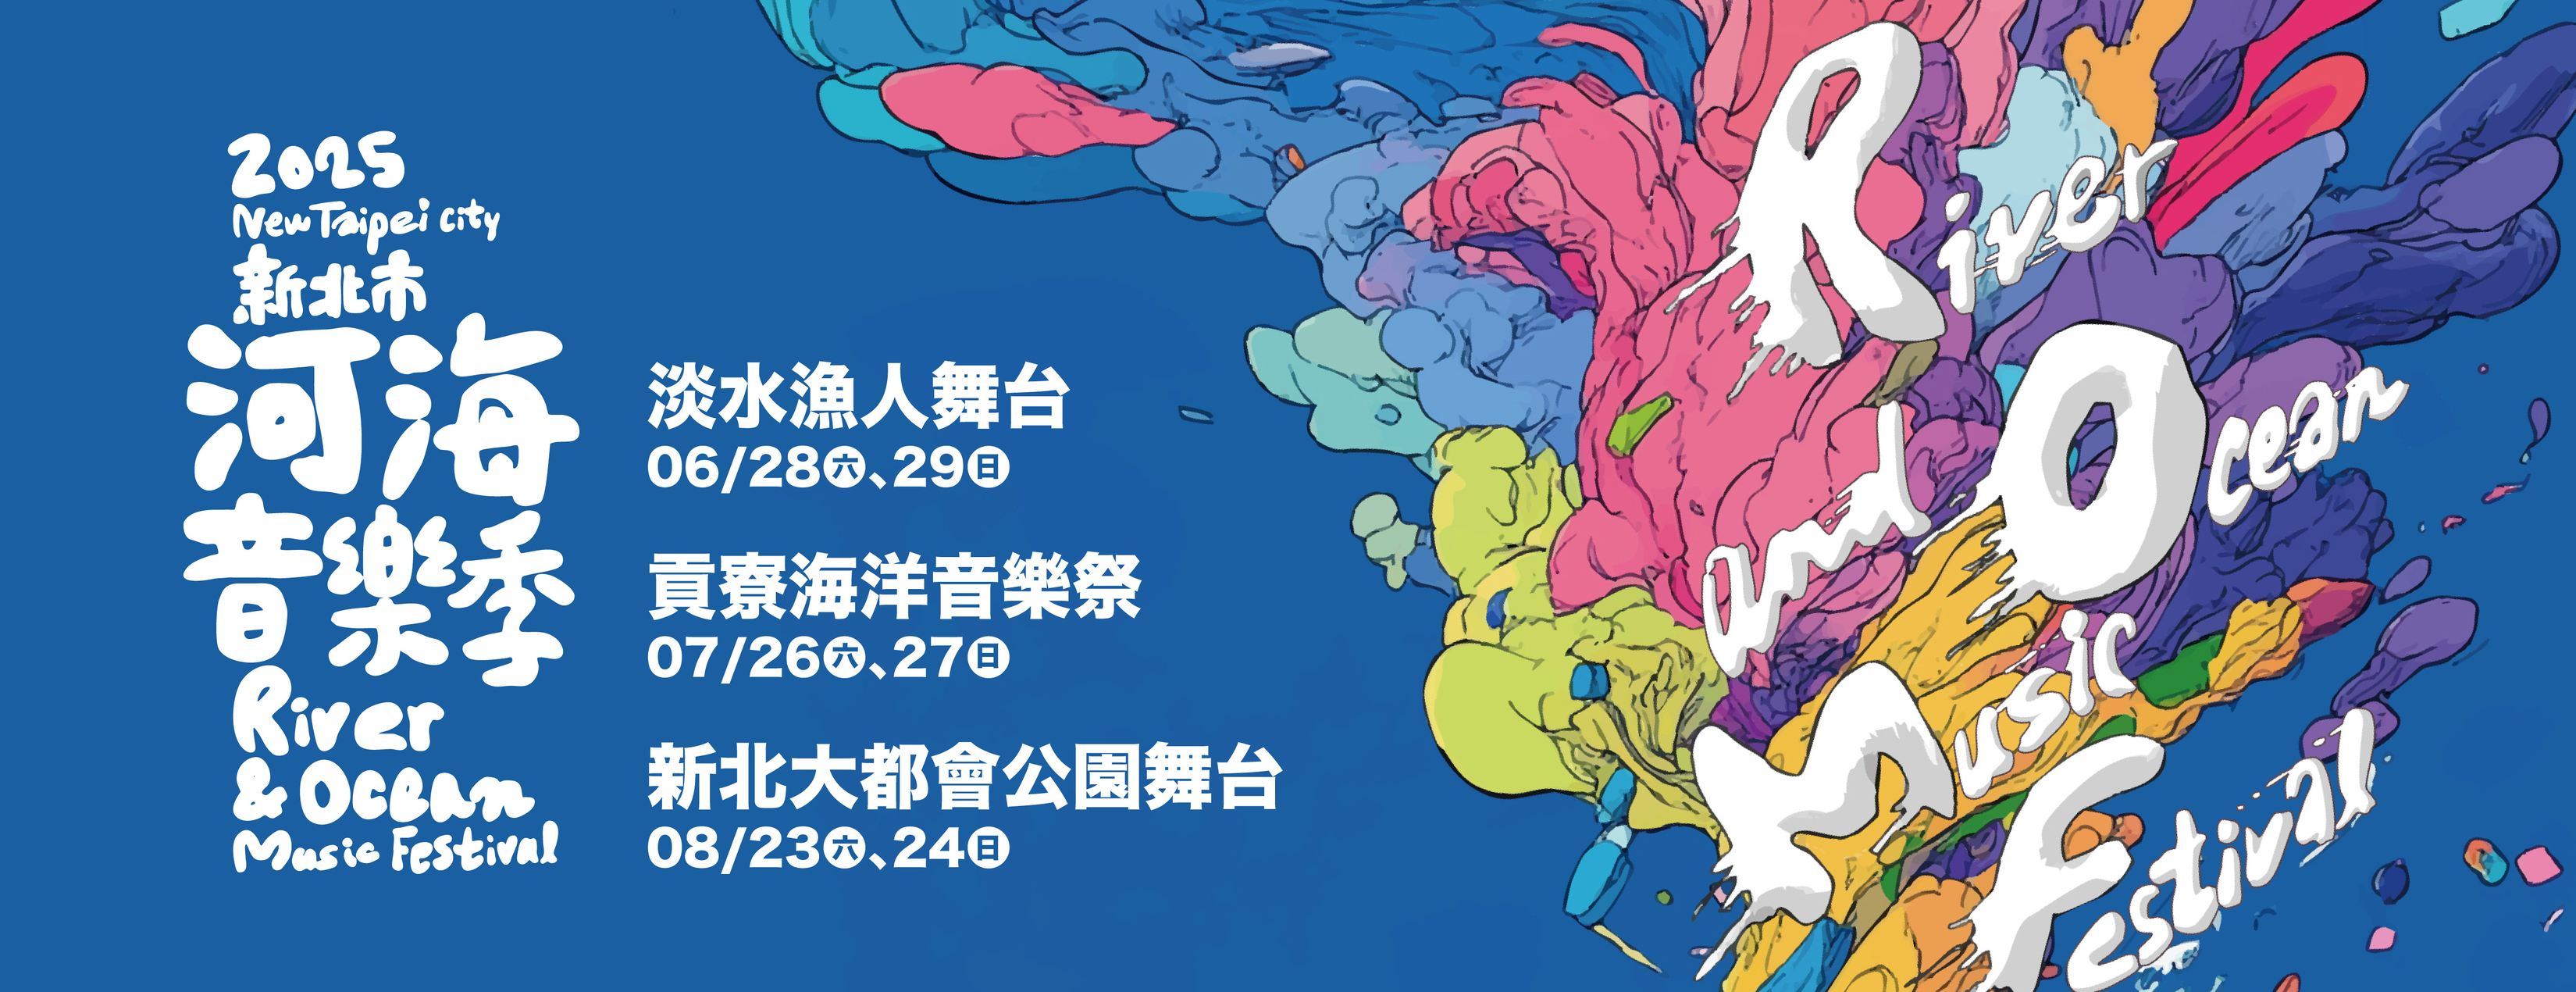 2025
New Taipei City
新北市
河海
音樂季
River
& Ocean
Music Festival
淡水漁人舞台
06/28㊅、29㊐
貢寮海洋音樂祭
07/26㊅、27㊐
新北大都會公園舞台
08/23㊅、24㊐
River
and Ocean
Music
Festival